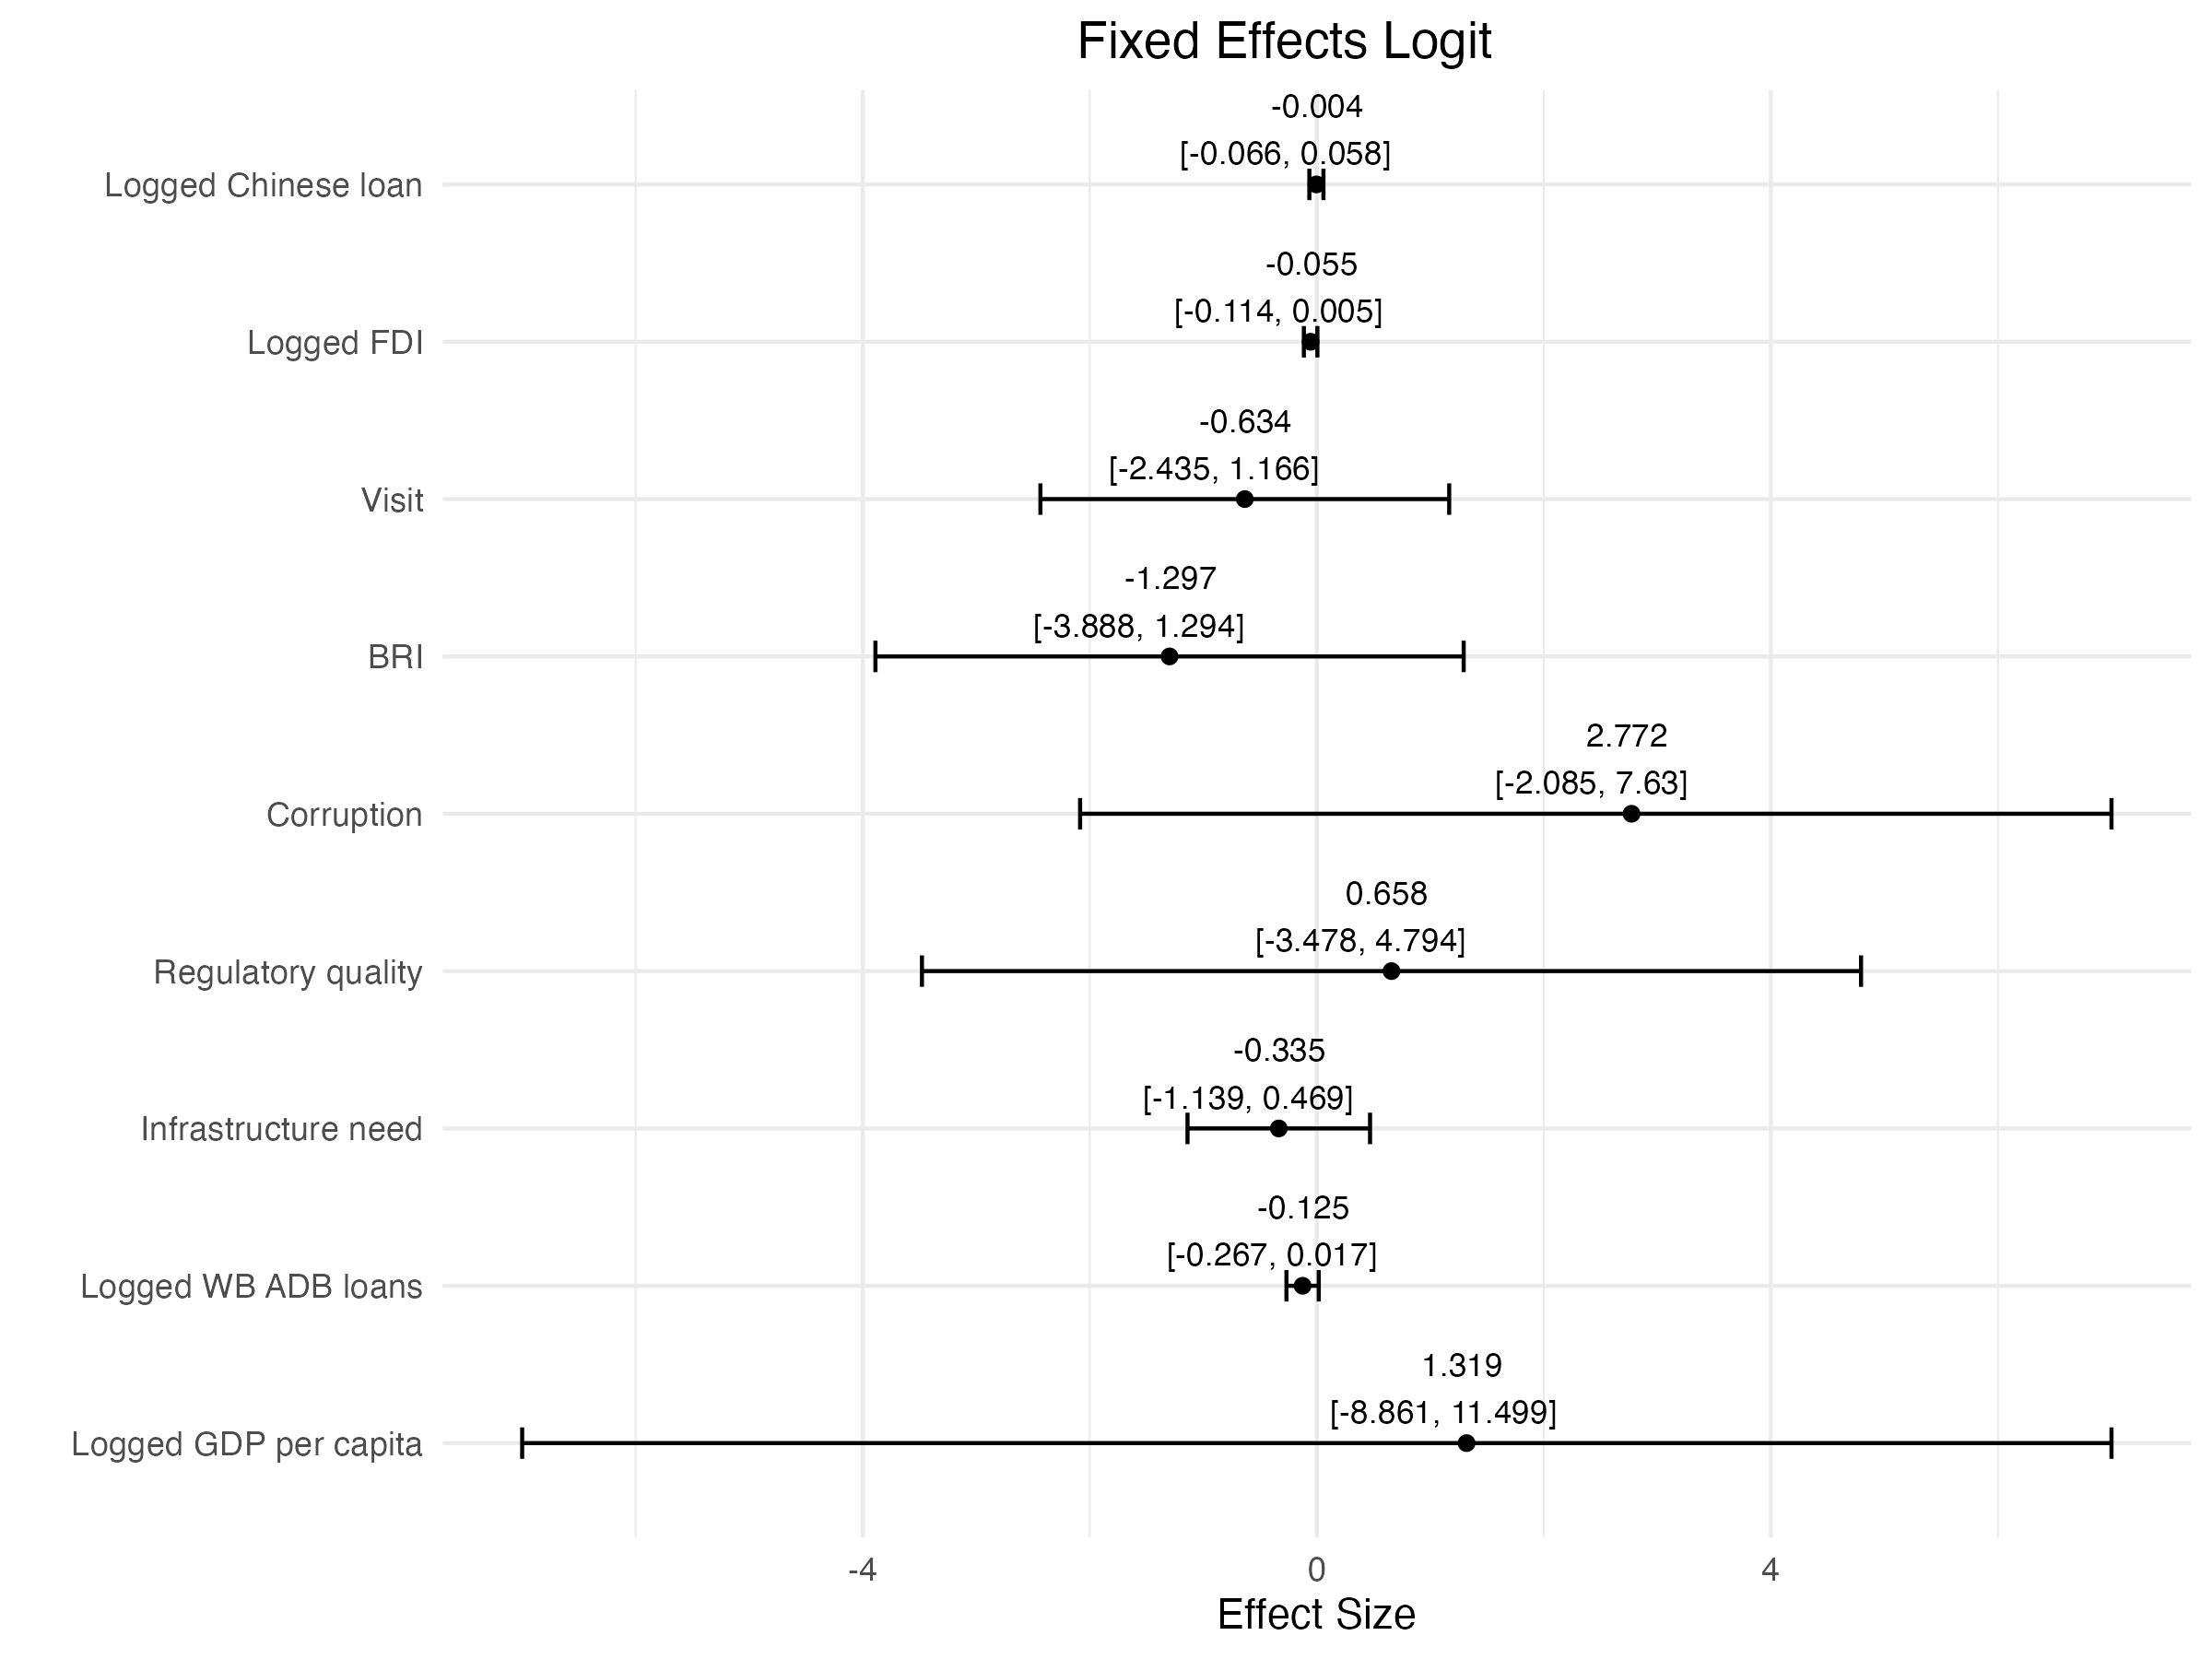 Fixed Effects Logit
-0.004
[-0.066, 0.058]
Logged Chinese loan
-0.055
[-0.114, 0.005]
Logged FDI
-0.634
[-2.435, 1.166]
Visit
-1.297
[-3.888, 1.294]
BRI
2.772
[-2.085, 7.63]
Corruption
0.658
[-3.478, 4.794]
Regulatory quality
-0.335
[-1.139, 0.469]
Infrastructure need
-0.125
[-0.267, 0.017]
Logged WB ADB loans
1.319
[-8.861, 11.499]
Logged GDP per capita
-4 0 4
Effect Size